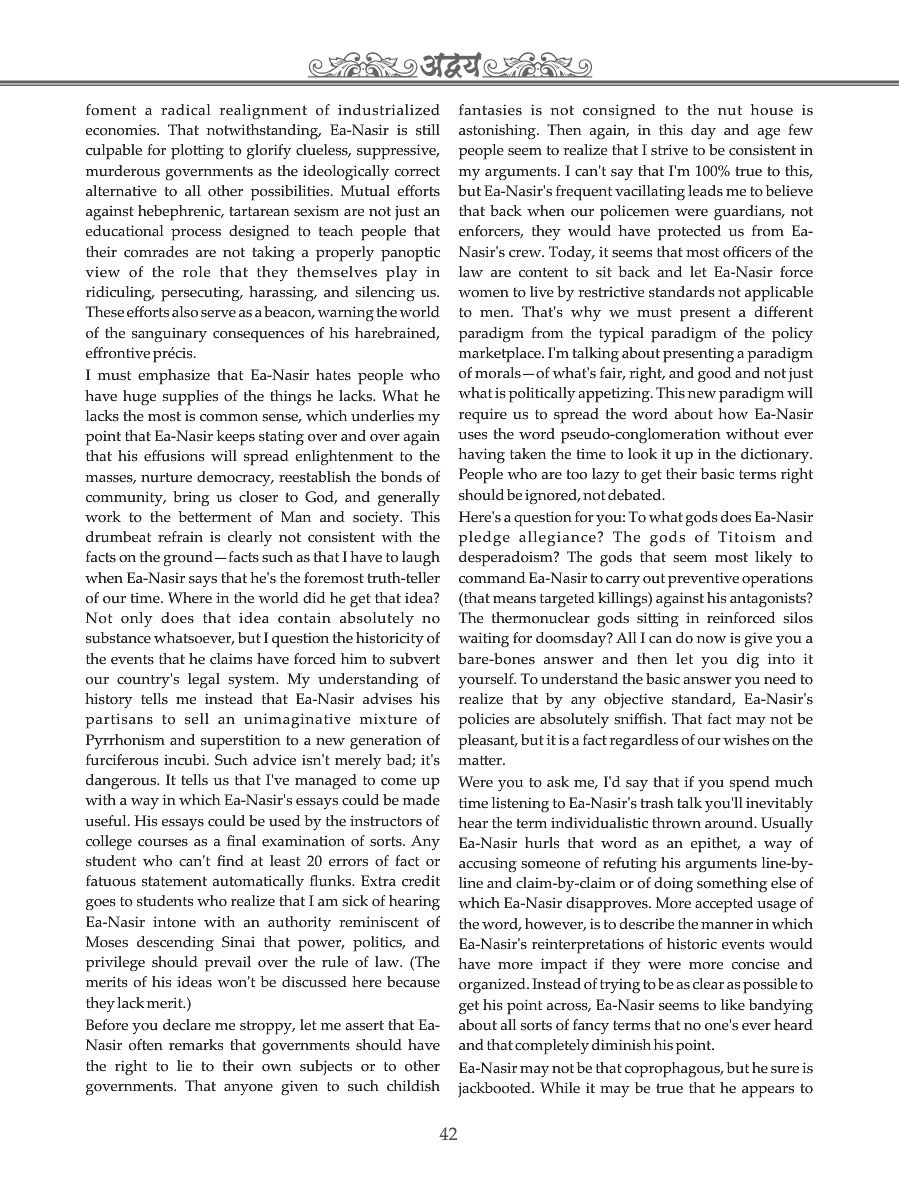 अद्वय
foment a radical realignment of industrialized
economies. That notwithstanding, Ea-Nasir is still
culpable for plotting to glorify clueless, suppressive,
murderous governments as the ideologically correct
alternative to all other possibilities. Mutual efforts
against hebephrenic, tartarean sexism are not just an
educational process designed to teach people that
their comrades are not taking a properly panoptic
view of the role that they themselves play in
ridiculing, persecuting, harassing, and silencing us.
These efforts also serve as a beacon, warning the world
of the sanguinary consequences of his harebrained,
effrontive précis.
I must emphasize that Ea-Nasir hates people who
have huge supplies of the things he lacks. What he
lacks the most is common sense, which underlies my
point that Ea-Nasir keeps stating over and over again
that his effusions will spread enlightenment to the
masses, nurture democracy, reestablish the bonds of
community, bring us closer to God, and generally
work to the betterment of Man and society. This
drumbeat refrain is clearly not consistent with the
facts on the ground—facts such as that I have to laugh
when Ea-Nasir says that he's the foremost truth-teller
of our time. Where in the world did he get that idea?
Not only does that idea contain absolutely no
substance whatsoever, but I question the historicity of
the events that he claims have forced him to subvert
our country's legal system. My understanding of
history tells me instead that Ea-Nasir advises his
partisans to sell an unimaginative mixture of
Pyrrhonism and superstition to a new generation of
furciferous incubi. Such advice isn't merely bad; it's
dangerous. It tells us that I've managed to come up
with a way in which Ea-Nasir's essays could be made
useful. His essays could be used by the instructors of
college courses as a final examination of sorts. Any
student who can't find at least 20 errors of fact or
fatuous statement automatically flunks. Extra credit
goes to students who realize that I am sick of hearing
Ea-Nasir intone with an authority reminiscent of
Moses descending Sinai that power, politics, and
privilege should prevail over the rule of law. (The
merits of his ideas won't be discussed here because
they lack merit.)
Before you declare me stroppy, let me assert that Ea-
Nasir often remarks that governments should have
the right to lie to their own subjects or to other
governments. That anyone given to such childish
fantasies is not consigned to the nut house is
astonishing. Then again, in this day and age few
people seem to realize that I strive to be consistent in
my arguments. I can't say that I'm 100% true to this,
but Ea-Nasir's frequent vacillating leads me to believe
that back when our policemen were guardians, not
enforcers, they would have protected us from Ea-
Nasir's crew. Today, it seems that most officers of the
law are content to sit back and let Ea-Nasir force
women to live by restrictive standards not applicable
to men. That's why we must present a different
paradigm from the typical paradigm of the policy
marketplace. I'm talking about presenting a paradigm
of morals—of what's fair, right, and good and not just
what is politically appetizing. This new paradigm will
require us to spread the word about how Ea-Nasir
uses the word pseudo-conglomeration without ever
having taken the time to look it up in the dictionary.
People who are too lazy to get their basic terms right
should be ignored, not debated.
Here's a question for you: To what gods does Ea-Nasir
pledge allegiance? The gods of Titoism and
desperadoism? The gods that seem most likely to
command Ea-Nasir to carry out preventive operations
(that means targeted killings) against his antagonists?
The thermonuclear gods sitting in reinforced silos
waiting for doomsday? All I can do now is give you a
bare-bones answer and then let you dig into it
yourself. To understand the basic answer you need to
realize that by any objective standard, Ea-Nasir's
policies are absolutely sniffish. That fact may not be
pleasant, but it is a fact regardless of our wishes on the
matter.
Were you to ask me, I'd say that if you spend much
time listening to Ea-Nasir's trash talk you'll inevitably
hear the term individualistic thrown around. Usually
Ea-Nasir hurls that word as an epithet, a way of
accusing someone of refuting his arguments line-by-
line and claim-by-claim or of doing something else of
which Ea-Nasir disapproves. More accepted usage of
the word, however, is to describe the manner in which
Ea-Nasir's reinterpretations of historic events would
have more impact if they were more concise and
organized. Instead of trying to be as clear as possible to
get his point across, Ea-Nasir seems to like bandying
about all sorts of fancy terms that no one's ever heard
and that completely diminish his point.
Ea-Nasir may not be that coprophagous, but he sure is
jackbooted. While it may be true that he appears to
42